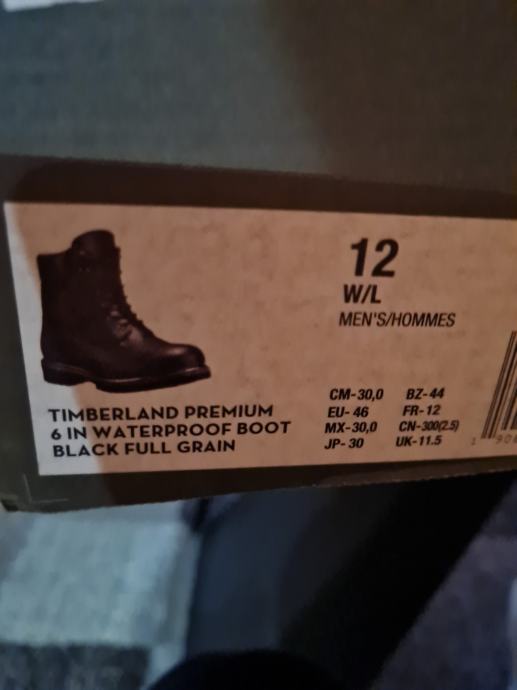 12
W/L
MEN'S/HOMMES
TIMBERLAND PREMIUM
6 IN WATERPROOF BOOT
BLACK FULL GRAIN
CM-30,0 BZ-44
EU-46 FR-12
MX-30,0 CN-300(2.5)
JP-30 UK-11.5